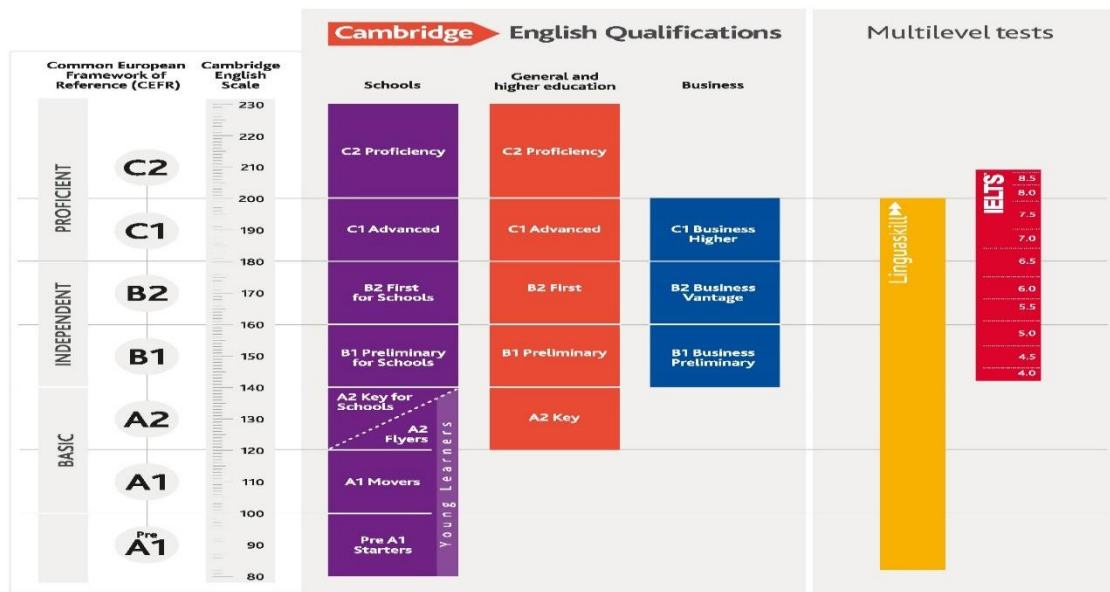 Cambridge English Qualifications
Multilevel tests
Common European
Framework of
Reference (CEFR)
Cambridge
English
Scale
Schools
General and
higher education
Business
PROFICIENT
INDEPENDENT
BASIC
C2
C1
B2
B1
A2
A1
Pre
A1
230
220
210
200
190
180
170
160
150
140
130
120
110
100
90
80
C2 Proficiency
C1 Advanced
B2 First
for Schools
B1 Preliminary
for Schools
A2 Key for
Schools
A2
Flyers
A1 Movers
Pre A1
Starters
Young Learners
C2 Proficiency
C1 Advanced
B2 First
B1 Preliminary
A2 Key
C1 Business
Higher
B2 Business
Vantage
B1 Business
Preliminary
Linguaskill
IELTS
8.5
8.0
7.5
7.0
6.5
6.0
5.5
5.0
4.5
4.0